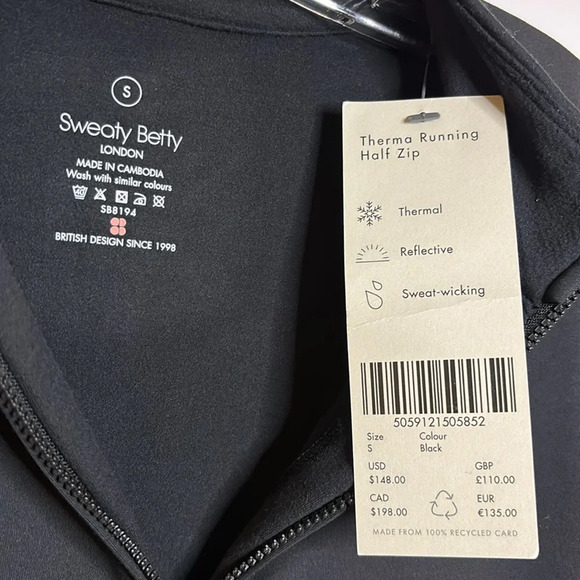 S
Sweaty Betty
LONDON
MADE IN CAMBODIA
Wash with similar colours
40
SB8194
BRITISH DESIGN SINCE 1998
Therma Running
Half Zip
Thermal
Reflective
Sweat-wicking
5059121505852
Size Colour
S Black
USD GBP
$148.00 £110.00
CAD EUR
$198.00 €135.00
MADE FROM 100% RECYCLED CARD